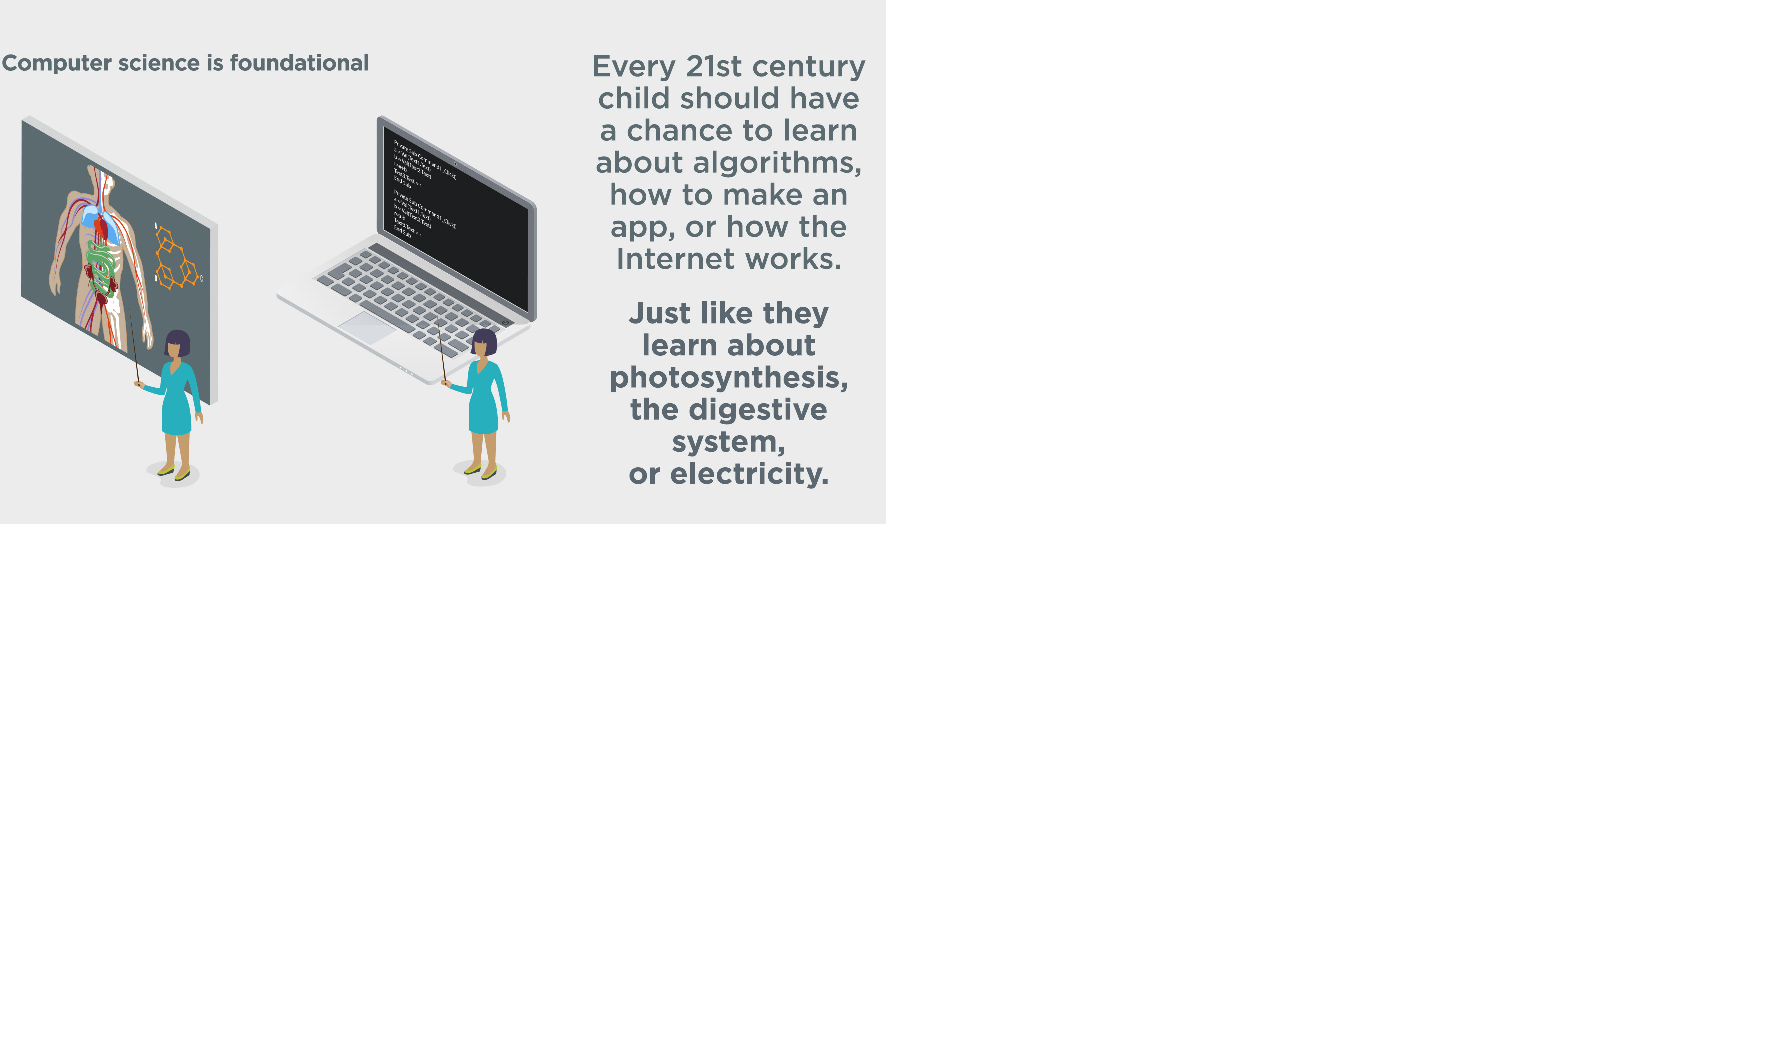 Computer science is foundational
Every 21st century
child should have
a chance to learn
about algorithms,
how to make an
app, or how the
Internet works.
Just like they
learn about
photosynthesis,
the digestive
system,
or electricity.